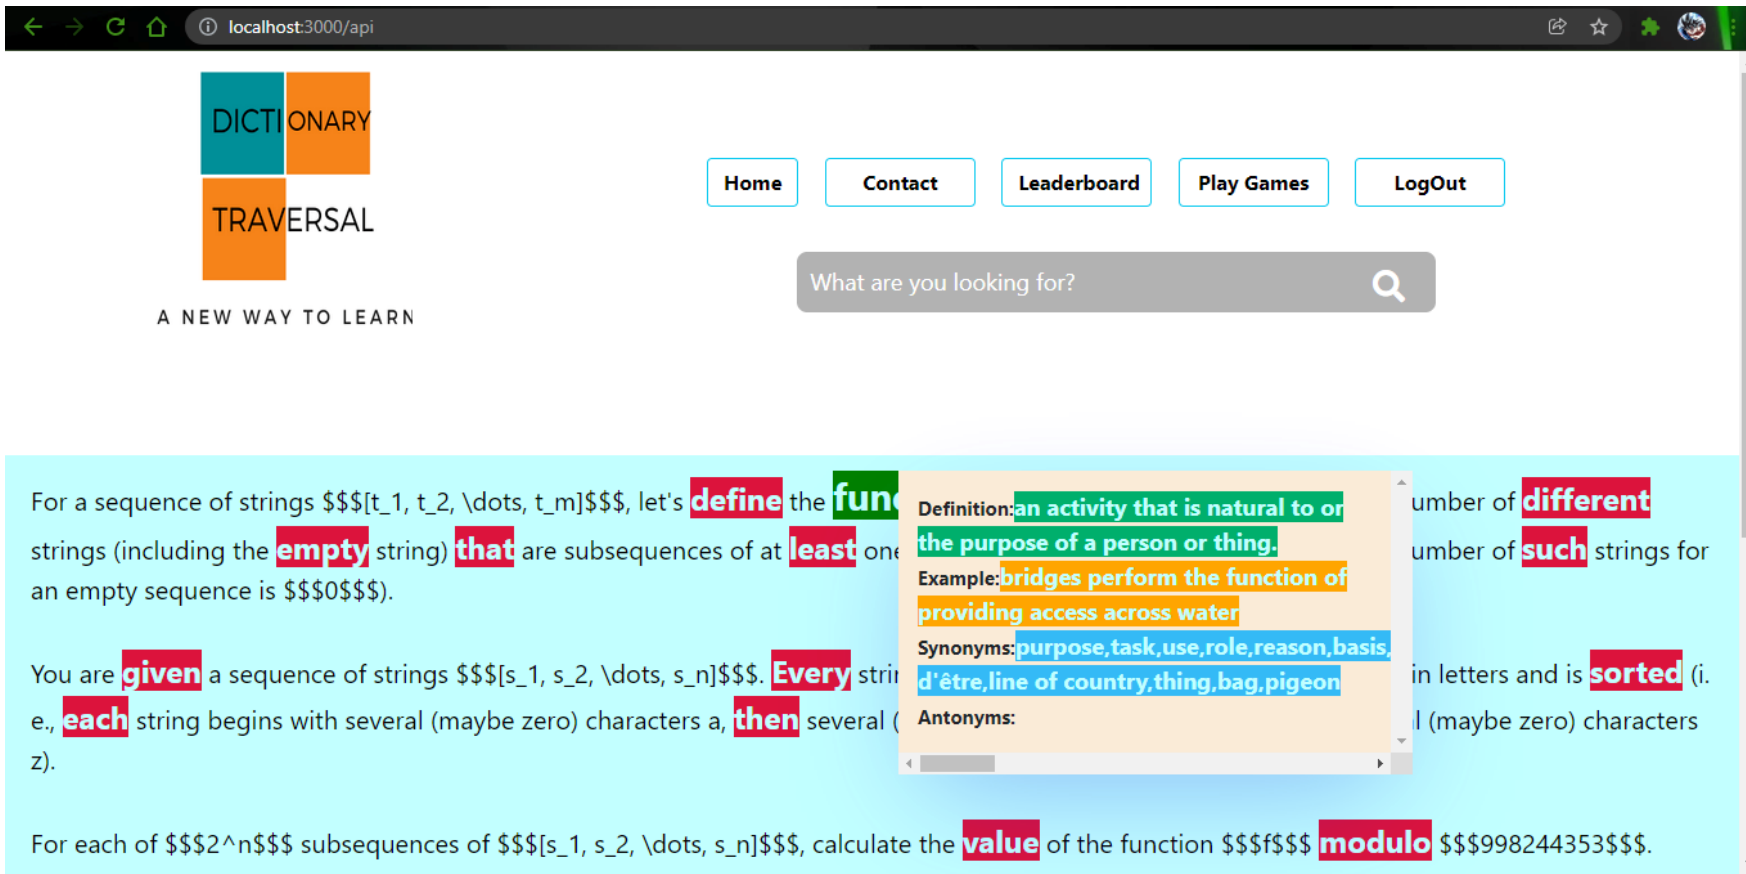 localhost:3000/api
DICTIONARY
TRAVERSAL
A NEW WAY TO LEARN
Home Contact Leaderboard Play Games LogOut
What are you looking for?
For a sequence of strings $$$[t_1, t_2, \dots, t_m]$$$, let's define the number of different
strings (including the empty string) that are subsequences of at least number of such strings for
an empty sequence is $$$0$$$).
You are given a sequence of strings $$$[s_1, s_2, \dots, s_n]$$$. Every in letters and is sorted (i.
e., each string begins with several (maybe zero) characters a, then several ( (maybe zero) characters
z).
For each of $$$2^n$$$ subsequences of $$$[s_1, s_2, \dots, s_n]$$$, calculate the value of the function $$$f$$$ modulo $$$998244353$$$.
Definition:an activity that is natural to or
the purpose of a person or thing.
Example:bridges perform the function of
providing access across water
Synonyms:purpose,task,use,role,reason,basis,
d'être,line of country,thing,bag,pigeon
Antonyms: